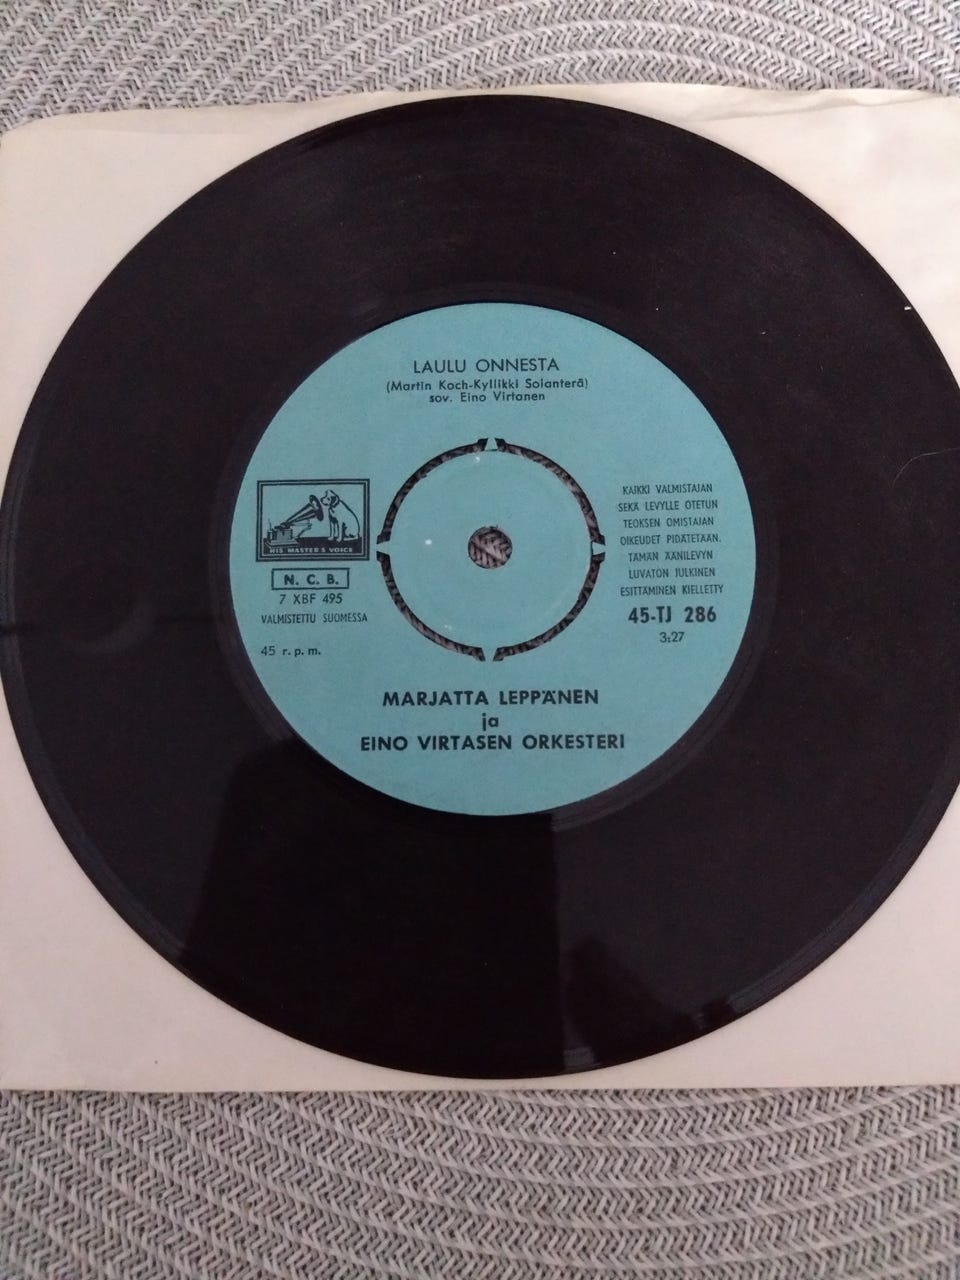 LAULU ONNESTA
(Martin Koch-Kyllikki Solanterä)
sov. Eino Virtanen
HIS MASTER'S VOICE
N. C. B.
7 XBF 495
VALMISTETTU SUOMESSA
45 r. p. m.
KAIKKI VALMISTAJAN
SEKÄ LEVYLLE OTETUN
TEOKSEN OMISTAJAN
OIKEUDET PIDÄTETÄÄN.
TÄMÄN ÄÄNILEVYN
LUVATON JULKINEN
ESITTÄMINEN KIELLETTY
45-TJ 286
3:27
MARJATTA LEPPÄNEN
ja
EINO VIRTASEN ORKESTERI